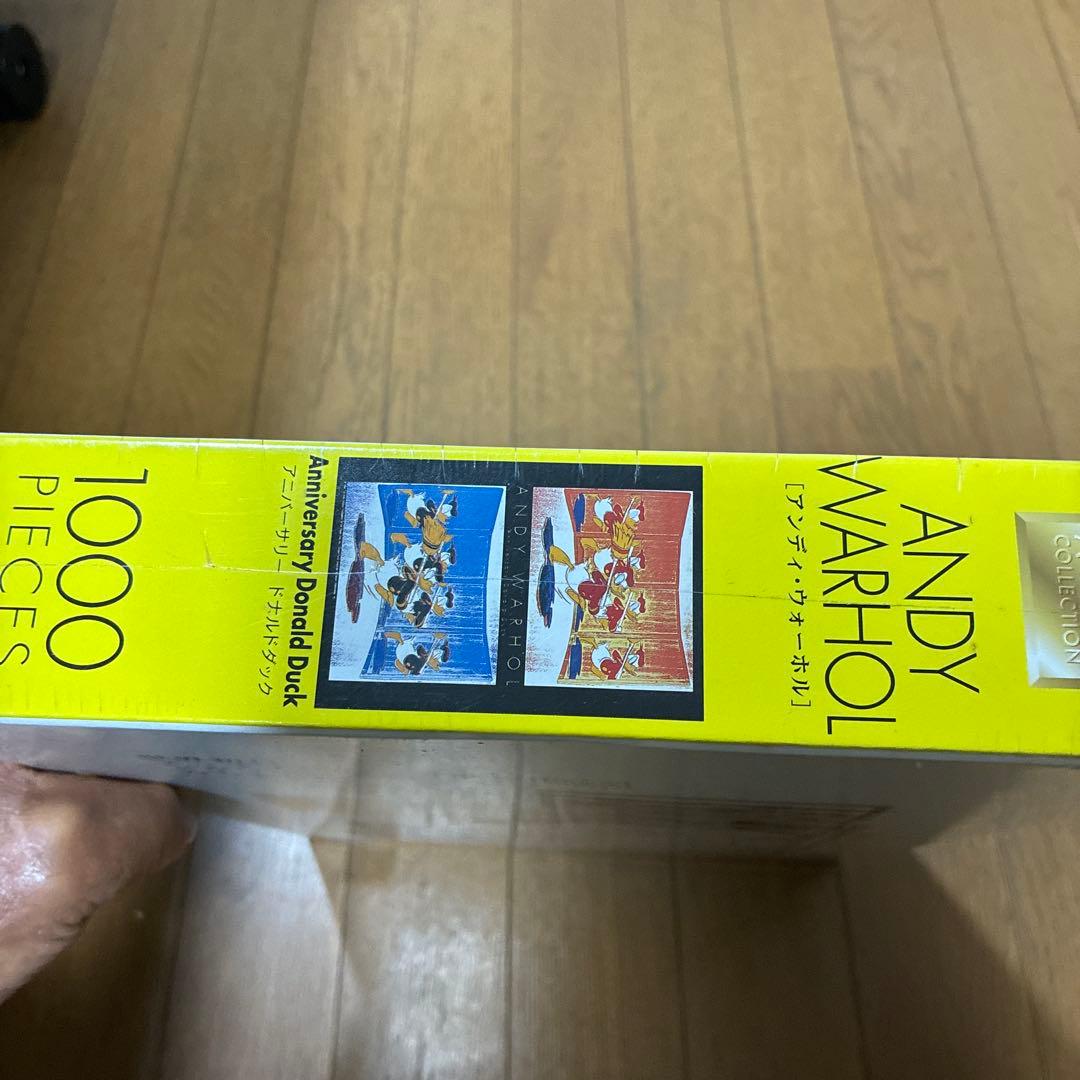 COLLECTION
ANDY
WARHOL
[アンディ・ウォーホル]
ANDY WARHOL
Anniversary Donald Duck
アニバーサリー ドナルドダック
1000
PIECES